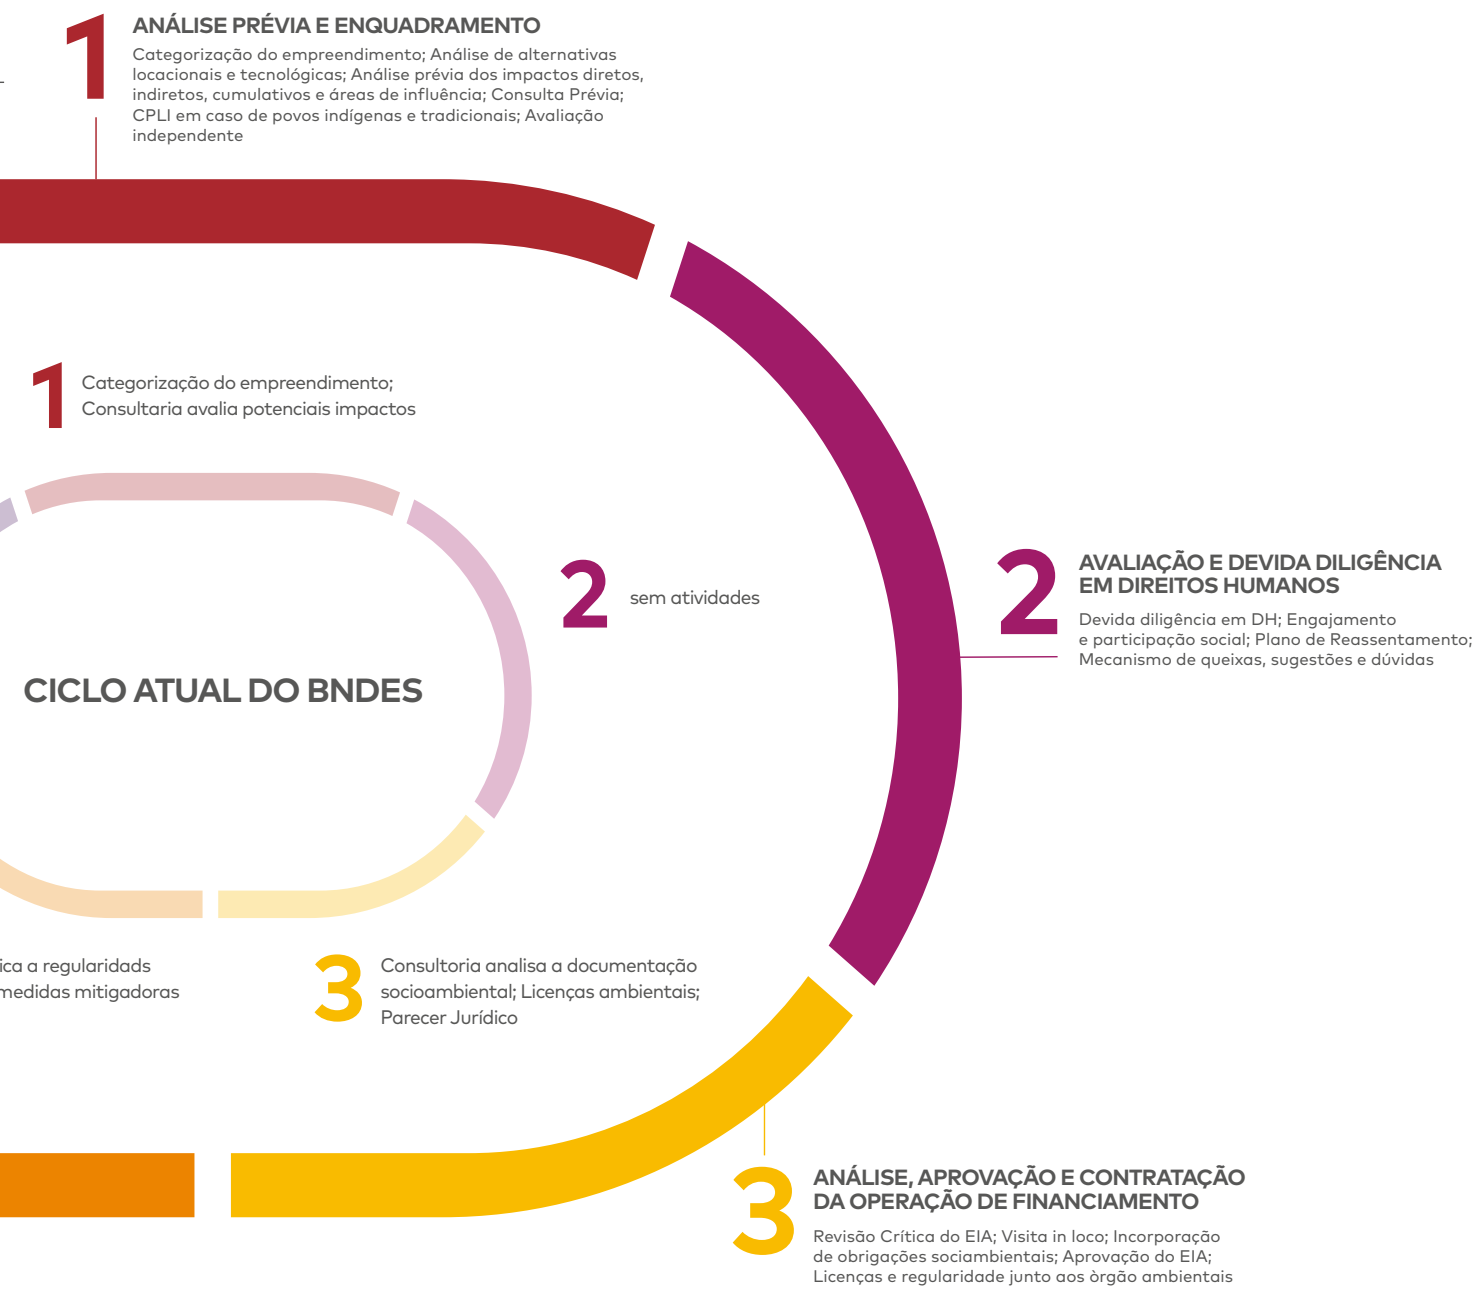 1
ANÁLISE PRÉVIA E ENQUADRAMENTO
Categorização do empreendimento; Análise de alternativas
locacionais e tecnológicas; Análise prévia dos impactos diretos,
indiretos, cumulativos e áreas de influência; Consulta Prévia;
CPLI em caso de povos indígenas e tradicionais; Avaliação
independente
1
Categorização do empreendimento;
Consultaria avalia potenciais impactos
2
sem atividades
2
AVALIAÇÃO E DEVIDA DILIGÊNCIA
EM DIREITOS HUMANOS
Devida diligência em DH; Engajamento
e participação social; Plano de Reassentamento;
Mecanismo de queixas, sugestões e dúvidas
CICLO ATUAL DO BNDES
ica a regularidads
medidas mitigadoras
3
Consultoria analisa a documentação
socioambiental; Licenças ambientais;
Parecer Jurídico
3
ANÁLISE, APROVAÇÃO E CONTRATAÇÃO
DA OPERAÇÃO DE FINANCIAMENTO
Revisão Crítica do EIA; Visita in loco; Incorporação
de obrigações sociambientais; Aprovação do EIA;
Licenças e regularidade junto aos òrgão ambientais